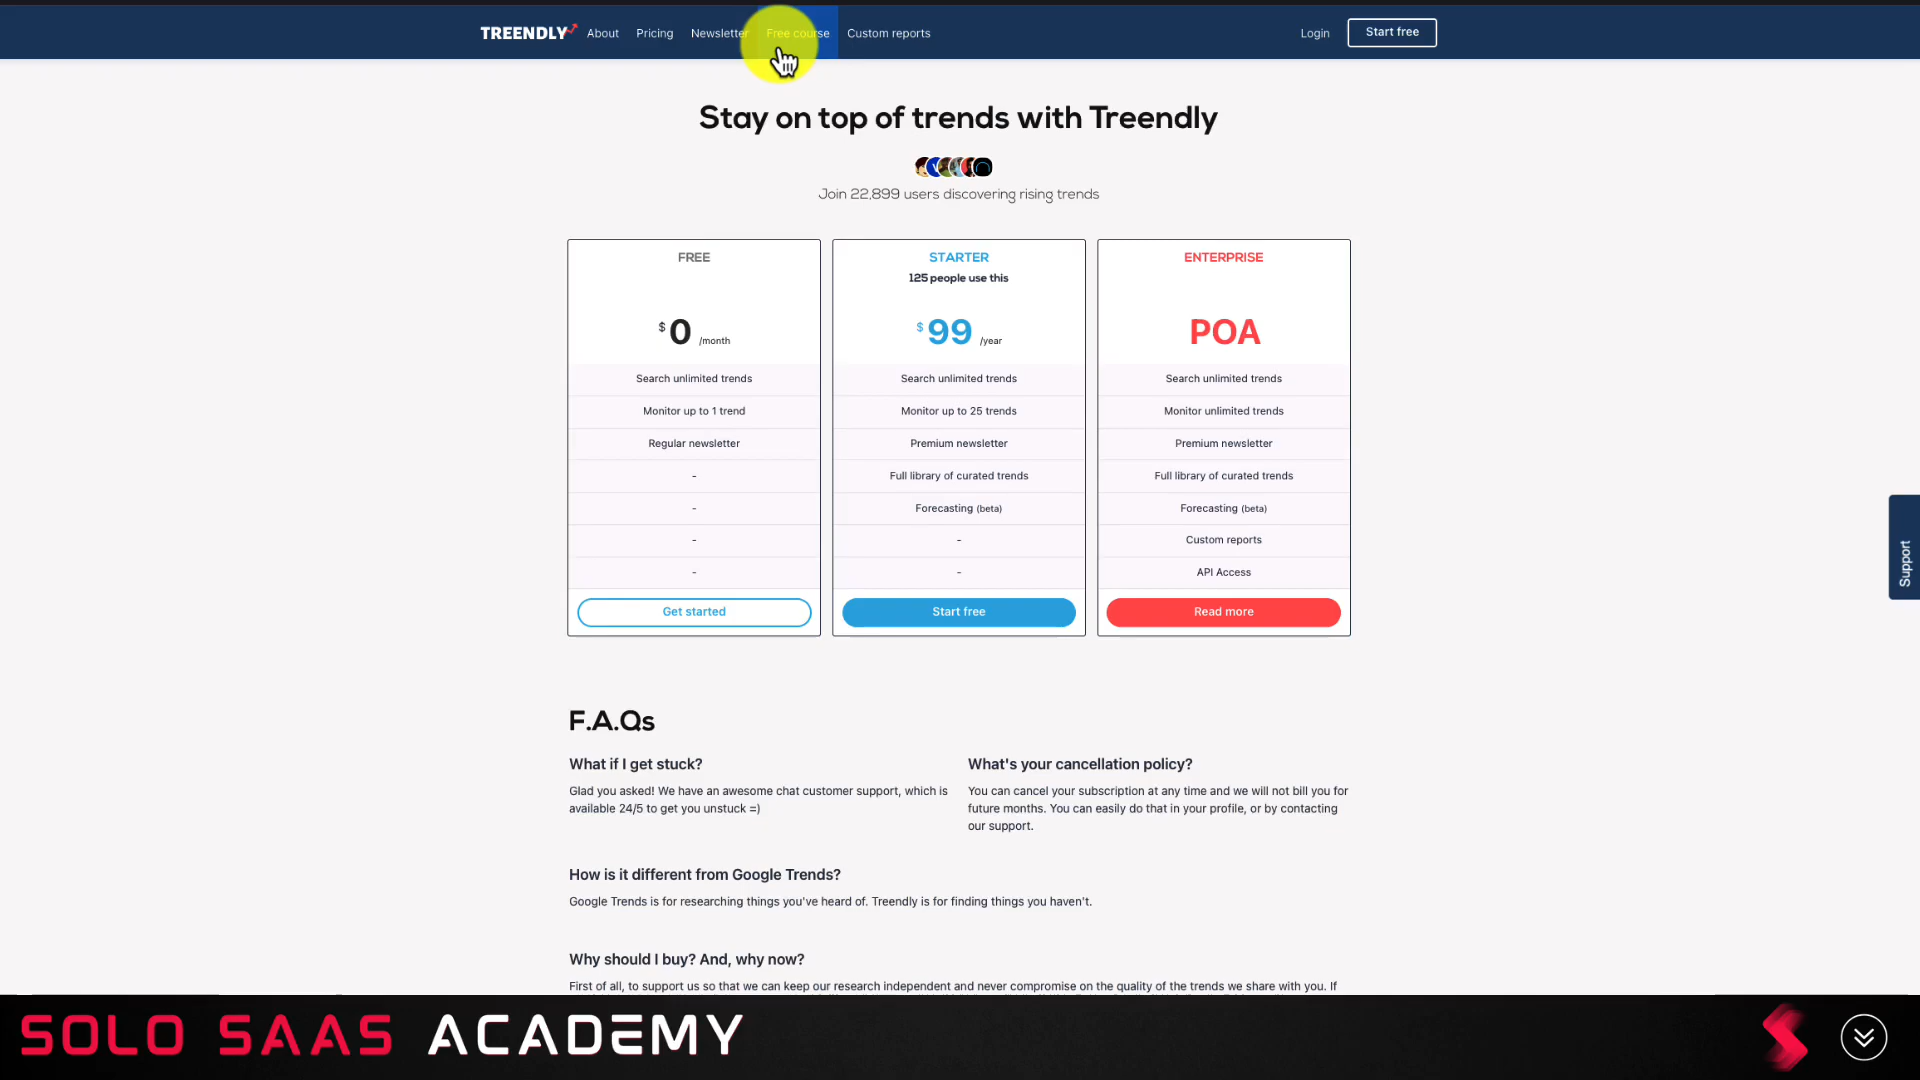 TREENDLY About Pricing Newsletter Free course Custom reports Login Start free
Stay on top of trends with Treendly
Join 22,899 users discovering rising trends
FREE
$0 /month
Search unlimited trends
Monitor up to 1 trend
Regular newsletter
-
-
-
-
Get started
STARTER
125 people use this
$99 /year
Search unlimited trends
Monitor up to 25 trends
Premium newsletter
Full library of curated trends
Forecasting (beta)
-
-
Start free
ENTERPRISE
POA
Search unlimited trends
Monitor unlimited trends
Premium newsletter
Full library of curated trends
Forecasting (beta)
Custom reports
API Access
Read more
Support
F.A.Qs
What if I get stuck?
Glad you asked! We have an awesome chat customer support, which is
available 24/5 to get you unstuck =)
What's your cancellation policy?
You can cancel your subscription at any time and we will not bill you for
future months. You can easily do that in your profile, or by contacting
our support.
How is it different from Google Trends?
Google Trends is for researching things you've heard of. Treendly is for finding things you haven't.
Why should I buy? And, why now?
First of all, to support us so that we can keep our research independent and never compromise on the quality of the trends we share with you. If
SOLO SAAS ACADEMY